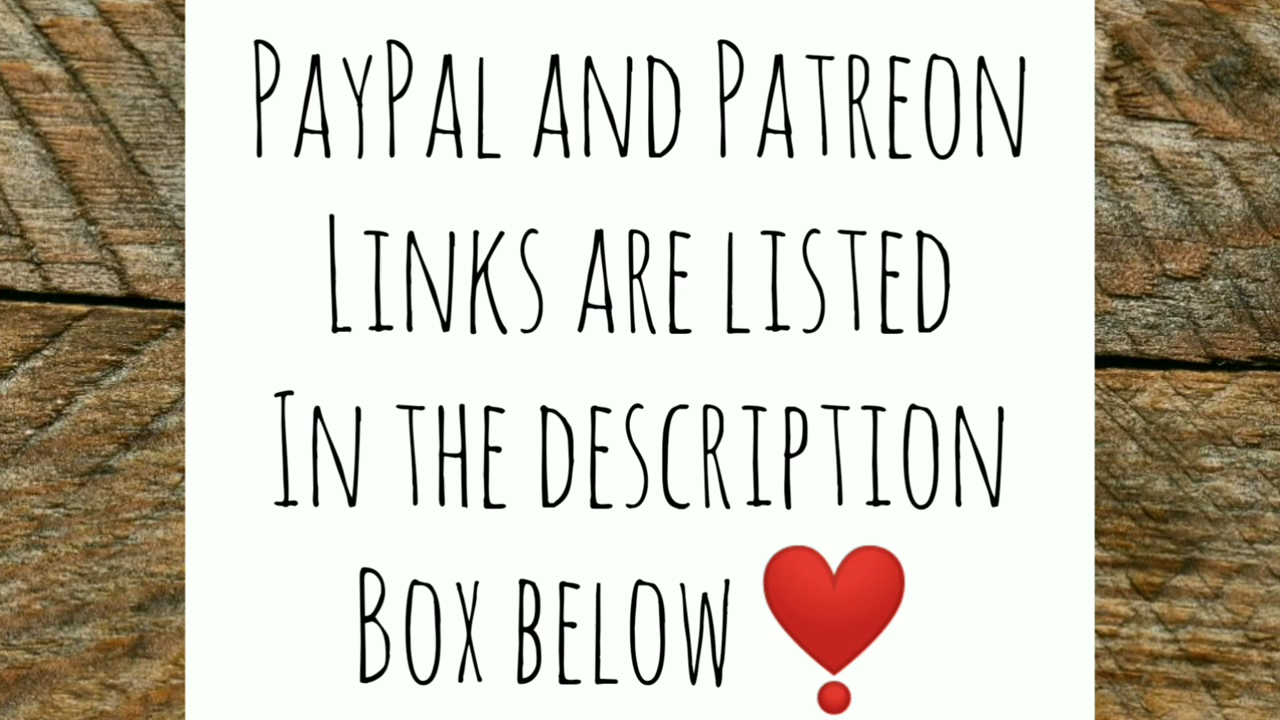 PayPal and Patreon
Links are listed
In the description
Box below ❣